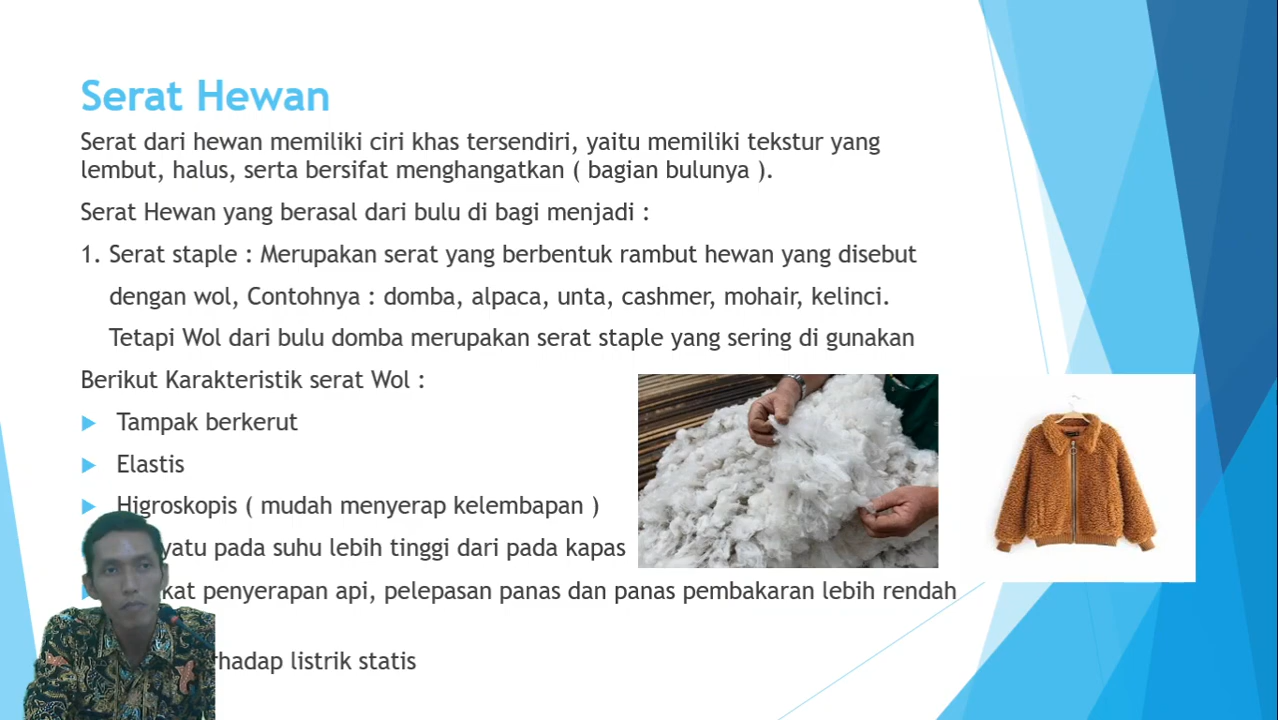 Serat Hewan
Serat dari hewan memiliki ciri khas tersendiri, yaitu memiliki tekstur yang
lembut, halus, serta bersifat menghangatkan ( bagian bulunya ).
Serat Hewan yang berasal dari bulu di bagi menjadi :
1. Serat staple : Merupakan serat yang berbentuk rambut hewan yang disebut
dengan wol, Contohnya : domba, alpaca, unta, cashmer, mohair, kelinci.
Tetapi Wol dari bulu domba merupakan serat staple yang sering di gunakan
Berikut Karakteristik serat Wol :
Tampak berkerut
Elastis
Higroskopis ( mudah menyerap kelembapan )
pada suhu lebih tinggi dari pada kapas
penyerapan api, pelepasan panas dan panas pembakaran lebih rendah
listrik statis